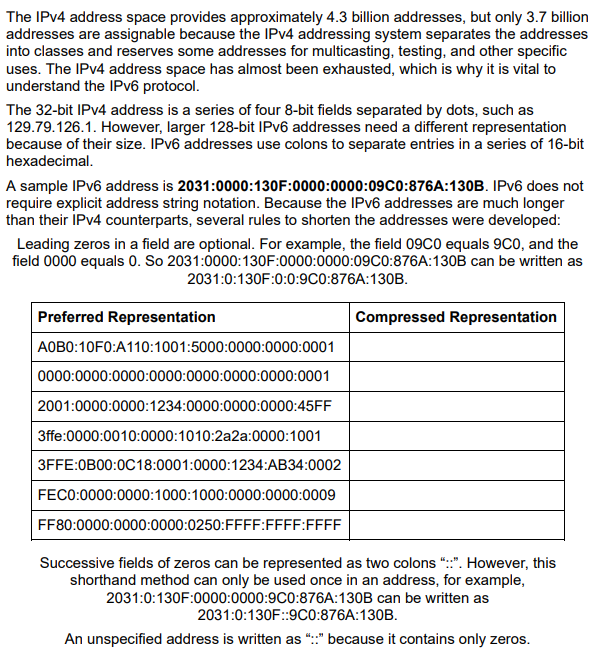 The IPv4 address space provides approximately 4.3 billion addresses, but only 3.7 billion
addresses are assignable because the IPv4 addressing system separates the addresses
into classes and reserves some addresses for multicasting, testing, and other specific
uses. The IPv4 address space has almost been exhausted, which is why it is vital to
understand the IPv6 protocol.
The 32-bit IPv4 address is a series of four 8-bit fields separated by dots, such as
129.79.126.1. However, larger 128-bit IPv6 addresses need a different representation
because of their size. IPv6 addresses use colons to separate entries in a series of 16-bit
hexadecimal.
A sample IPv6 address is 2031:0000:130F:0000:0000:09C0:876A:130B. IPv6 does not
require explicit address string notation. Because the IPv6 addresses are much longer
than their IPv4 counterparts, several rules to shorten the addresses were developed:
Leading zeros in a field are optional. For example, the field 09C0 equals 9C0, and the
field 0000 equals 0. So 2031:0000:130F:0000:0000:09C0:876A:130B can be written as
2031:0:130F:0:0:9C0:876A:130B.
Preferred Representation Compressed Representation
A0B0:10F0:A110:1001:5000:0000:0000:0001
0000:0000:0000:0000:0000:0000:0000:0001
2001:0000:0000:1234:0000:0000:0000:45FF
3ffe:0000:0010:0000:1010:2a2a:0000:1001
3FFE:0B00:0C18:0001:0000:1234:AB34:0002
FEC0:0000:0000:1000:1000:0000:0000:0009
FF80:0000:0000:0000:0250:FFFF:FFFF:FFFF
Successive fields of zeros can be represented as two colons “::”. However, this
shorthand method can only be used once in an address, for example,
2031:0:130F:0000:0000:9C0:876A:130B can be written as
2031:0:130F::9C0:876A:130B.
An unspecified address is written as “::” because it contains only zeros.